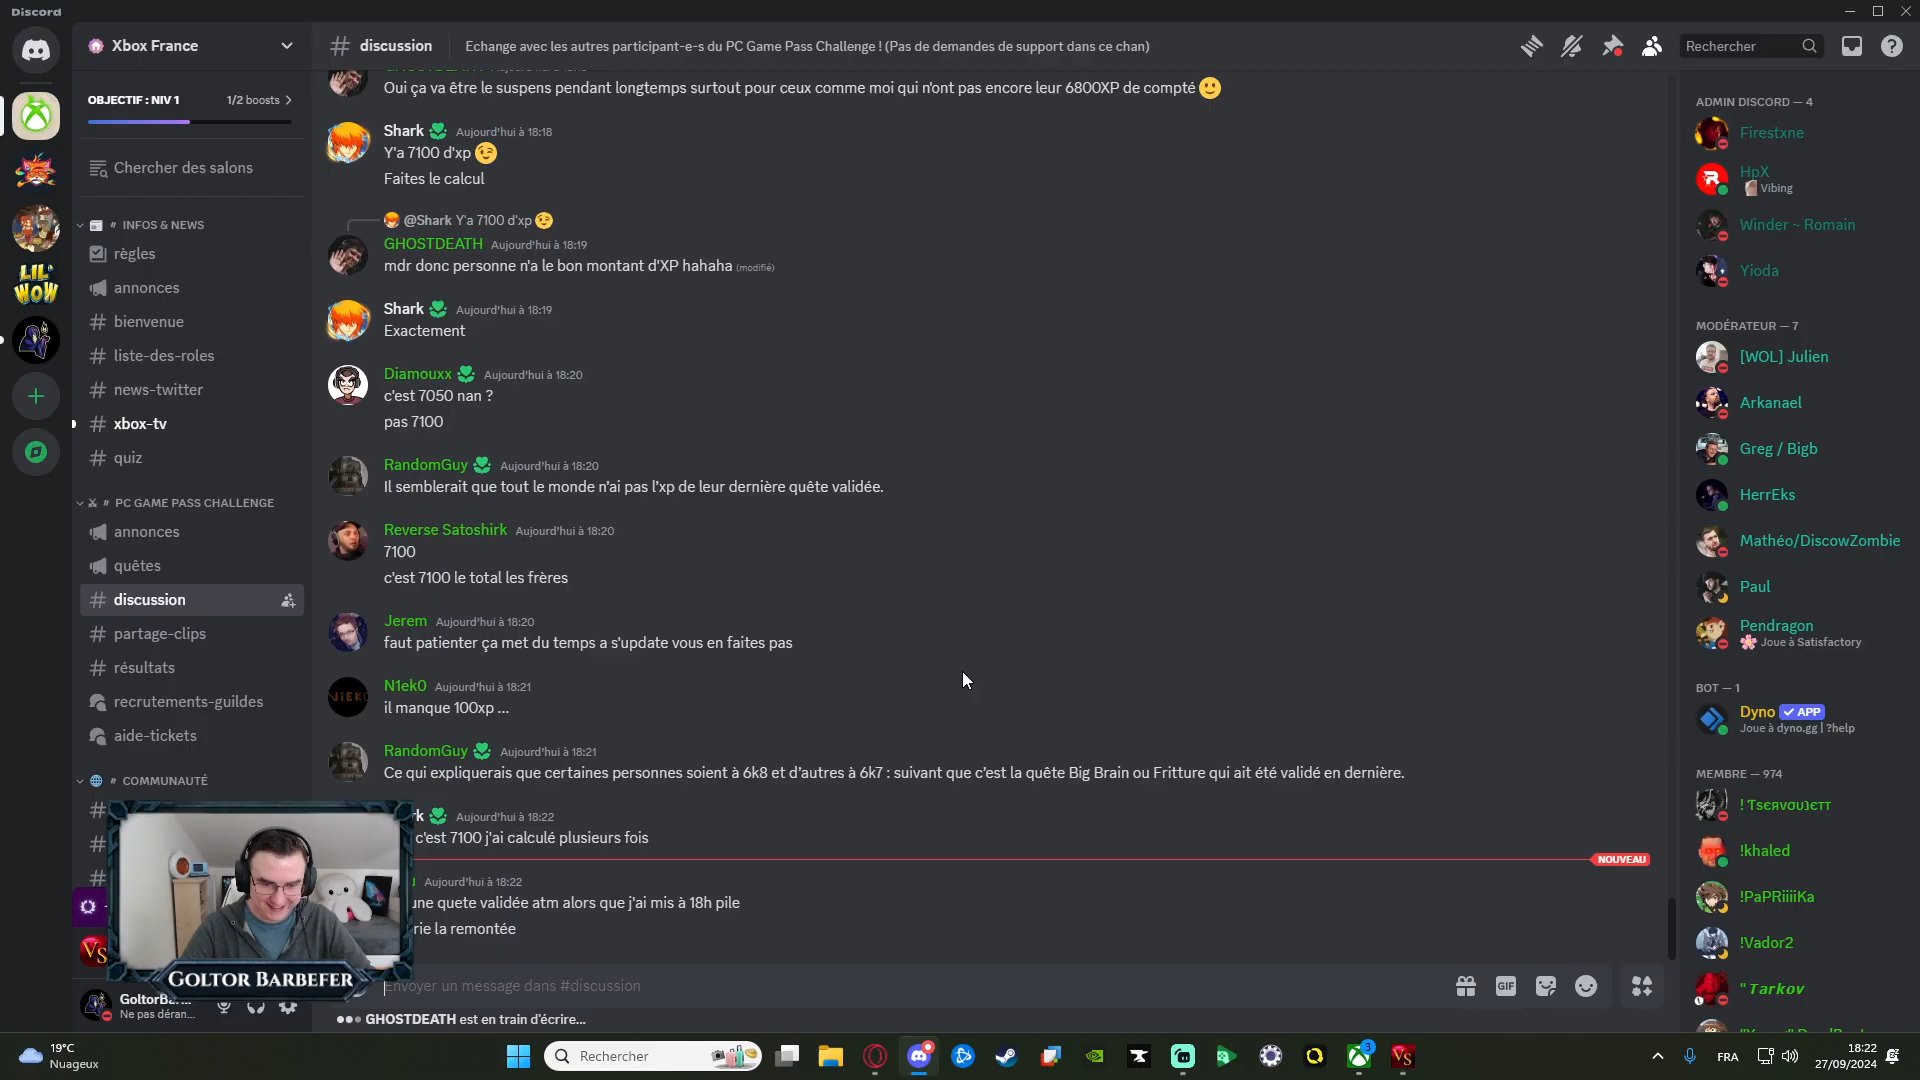 Discord
Xbox France
discussion
Echange avec les autres participant-e-s du PC Game Pass Challenge ! (Pas de demandes de support dans ce chan)
Rechercher
OBJECTIF : NIV 1
1/2 boosts
Chercher des salons
INFOS & NEWS
règles
annonces
bienvenue
liste-des-roles
news-twitter
xbox-tv
quiz
PC GAME PASS CHALLENGE
annonces
quêtes
discussion
partage-clips
résultats
recrutements-guildes
aide-tickets
COMMUNAUTÉ
LIL' WOW
VS
GOLTOR BARBEFER
GoltorBa...
Ne pas déran...
Oui ça va être le suspens pendant longtemps surtout pour ceux comme moi qui n'ont pas encore leur 6800XP de compté 🙂
Shark Aujourd'hui à 18:18
Y'a 7100 d'xp 😉
Faites le calcul
@Shark Y'a 7100 d'xp 😉
GHOSTDEATH Aujourd'hui à 18:19
mdr donc personne n'a le bon montant d'XP hahaha (modifié)
Shark Aujourd'hui à 18:19
Exactement
Diamouxx Aujourd'hui à 18:20
c'est 7050 nan ?
pas 7100
RandomGuy Aujourd'hui à 18:20
Il semblerait que tout le monde n'ai pas l'xp de leur dernière quête validée.
Reverse Satoshirk Aujourd'hui à 18:20
7100
c'est 7100 le total les frères
Jerem Aujourd'hui à 18:20
faut patienter ça met du temps a s'update vous en faites pas
N1ek0 Aujourd'hui à 18:21
il manque 100xp ...
RandomGuy Aujourd'hui à 18:21
Ce qui expliquerais que certaines personnes soient à 6k8 et d'autres à 6k7 : suivant que c'est la quête Big Brain ou Fritture qui ait été validé en dernière.
rk Aujourd'hui à 18:22
c'est 7100 j'ai calculé plusieurs fois
NOUVEAU
Aujourd'hui à 18:22
une quete validée atm alors que j'ai mis à 18h pile
rie la remontée
Envoyer un message dans #discussion
GIF
GHOSTDEATH est en train d'écrire...
ADMIN DISCORD — 4
Firestxne
HpX
Vibing
Winder ~ Romain
Yioda
MODÉRATEUR — 7
[WOL] Julien
Arkanael
Greg / Bigb
HerrEks
Mathéo/DiscowZombie
Paul
Pendragon
Joue à Satisfactory
BOT — 1
Dyno ✓ APP
Joue à dyno.gg | ?help
MEMBRE — 974
!khaled
!PaPRiiiiKa
!Vador2
" Tarkov
19°C
Nuageux
Rechercher
3
VS
FRA
18:22
27/09/2024